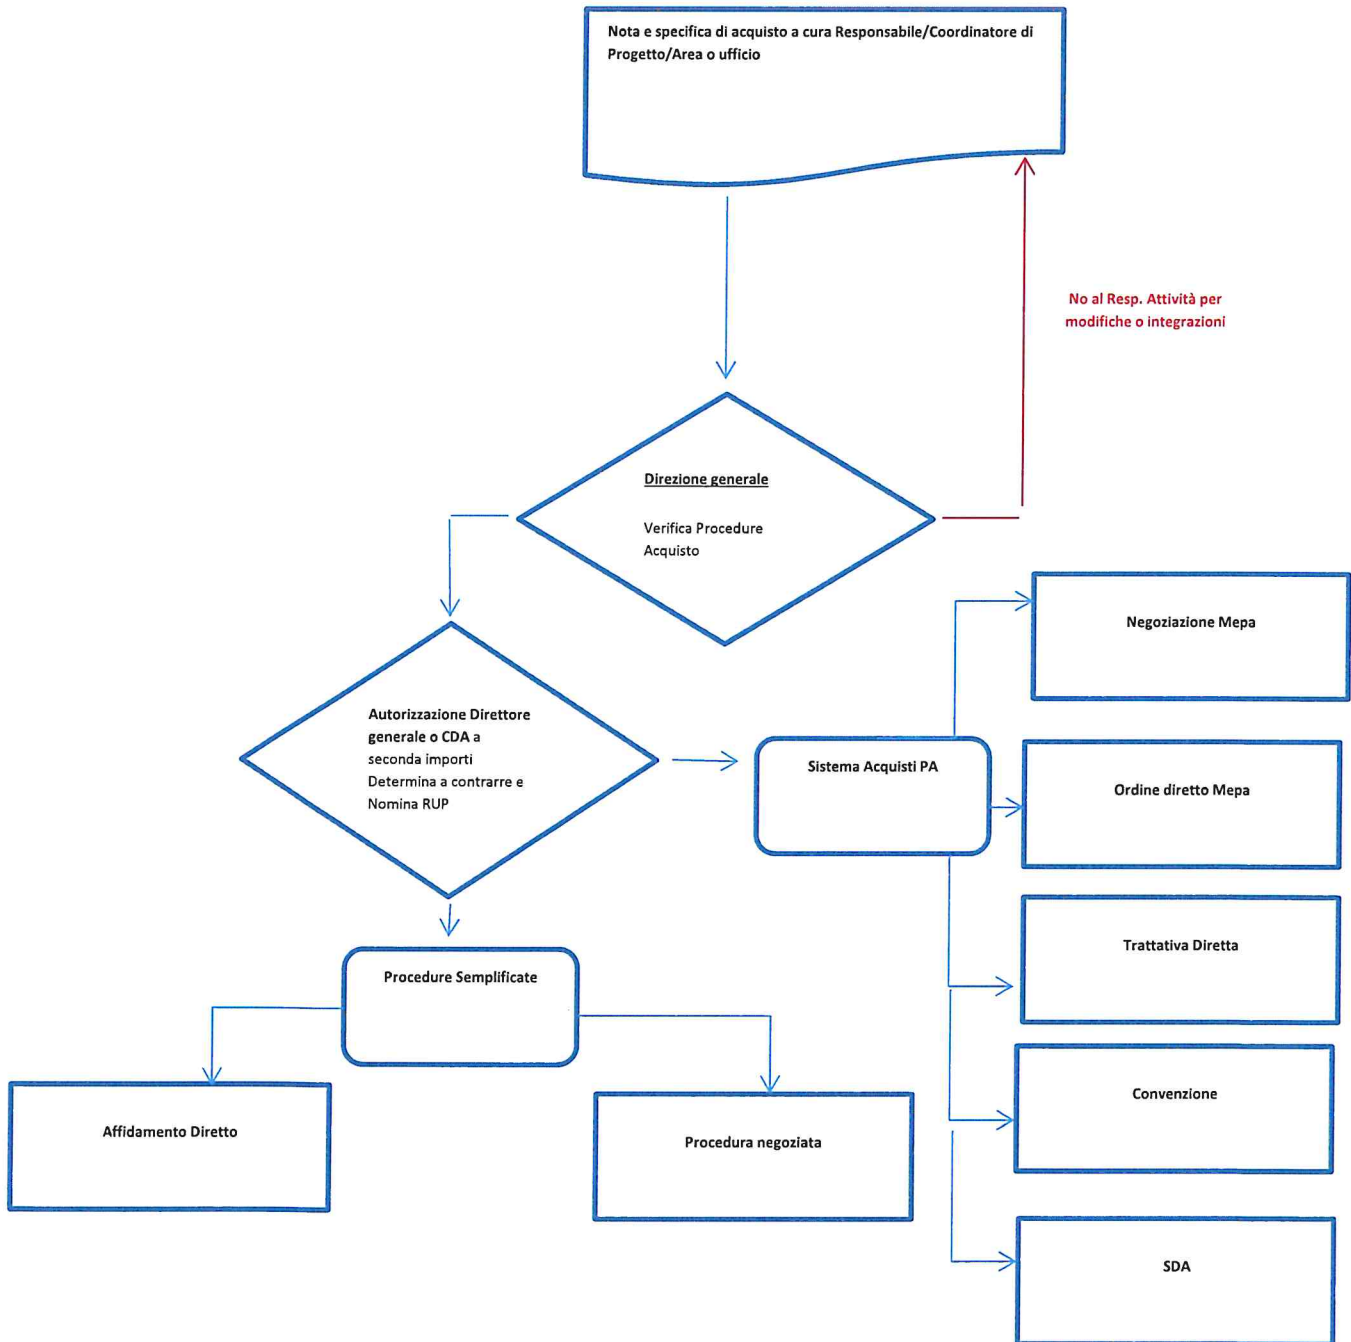 Nota e specifica di acquisto a cura Responsabile/Coordinatore di
Progetto/Area o ufficio
No al Resp. Attività per
modifiche o integrazioni
Direzione generale
Verifica Procedure
Acquisto
Negoziazione Mepa
Autorizzazione Direttore
generale o CDA a
seconda importi
Determina a contrarre e
Nomina RUP
Sistema Acquisti PA
Ordine diretto Mepa
Trattativa Diretta
Procedure Semplificate
Convenzione
Affidamento Diretto
Procedura negoziata
SDA